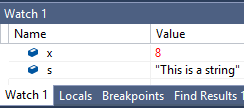 Watch 1
Name Value
x 8
s "This is a string"
Watch 1 Locals Breakpoints Find Results 1